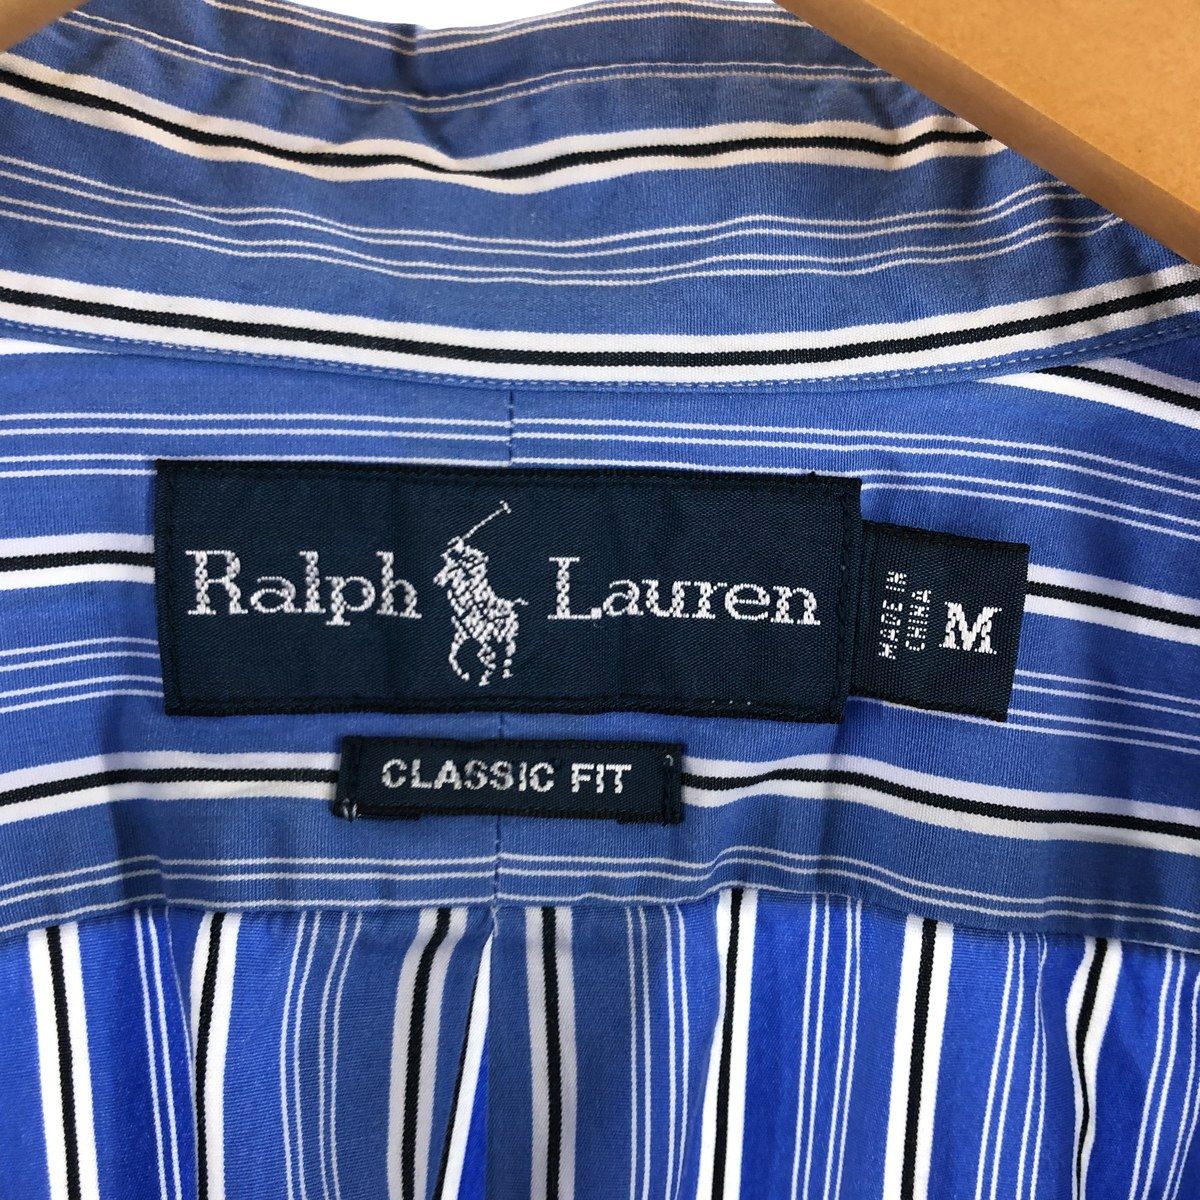 Ralph Lauren
MADE IN
CHINA
M
CLASSIC FIT